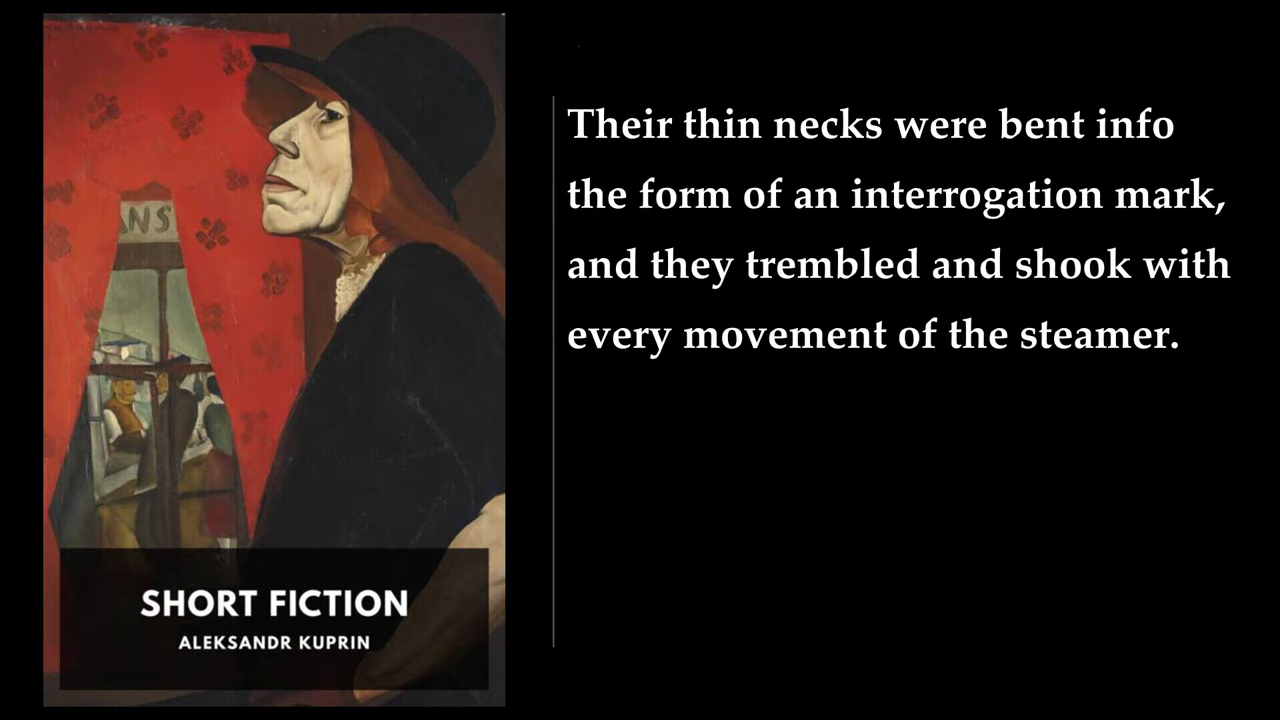 Their thin necks were bent info
the form of an interrogation mark,
and they trembled and shook with
every movement of the steamer.
ANS
SHORT FICTION
ALEKSANDR KUPRIN